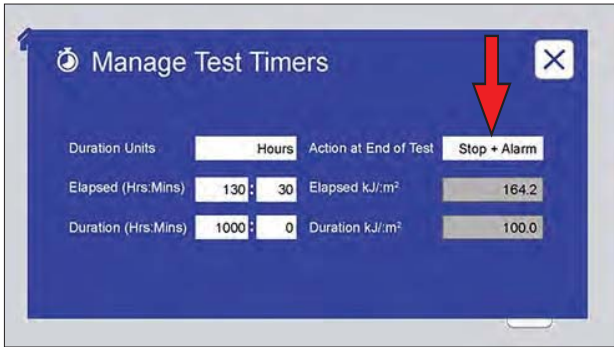 Manage Test Timers
Duration Units Hours Action at End of Test Stop + Alarm
Elapsed (Hrs:Mins) 130 : 30 Elapsed kJ/:m² 164.2
Duration (Hrs:Mins) 1000 : 0 Duration kJ/:m² 100.0